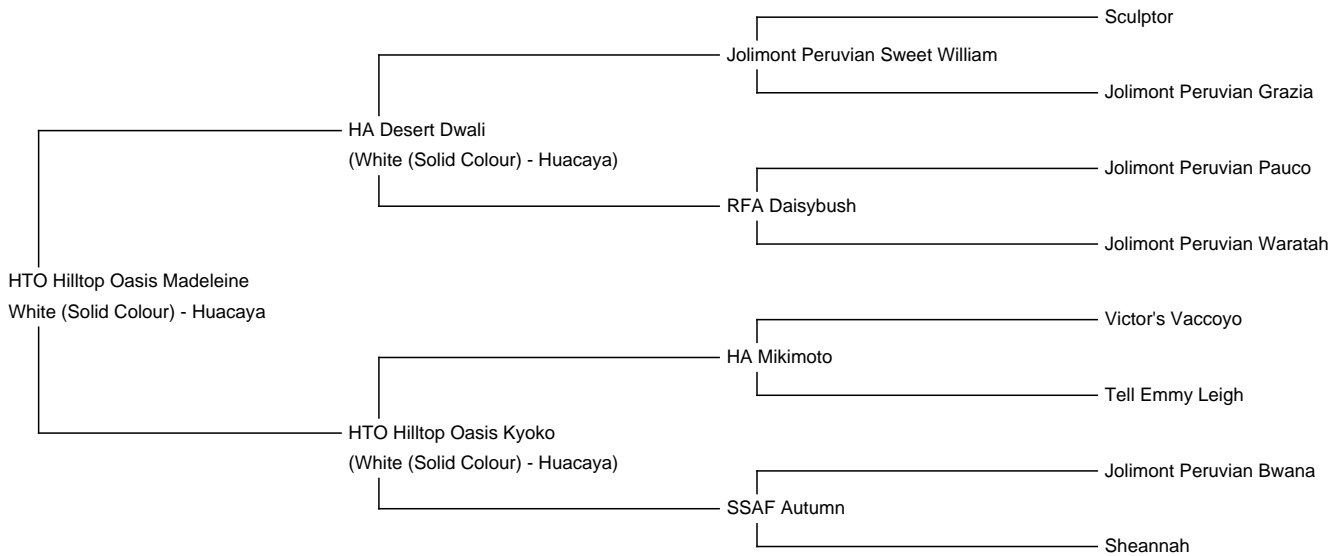 Sculptor
Jolimont Peruvian Sweet William
Jolimont Peruvian Grazia
HA Desert Dwali
(White (Solid Colour) - Huacaya)
Jolimont Peruvian Pauco
RFA Daisybush
Jolimont Peruvian Waratah
HTO Hilltop Oasis Madeleine
White (Solid Colour) - Huacaya
Victor's Vaccoyo
HA Mikimoto
Tell Emmy Leigh
HTO Hilltop Oasis Kyoko
(White (Solid Colour) - Huacaya)
Jolimont Peruvian Bwana
SSAF Autumn
Sheannah